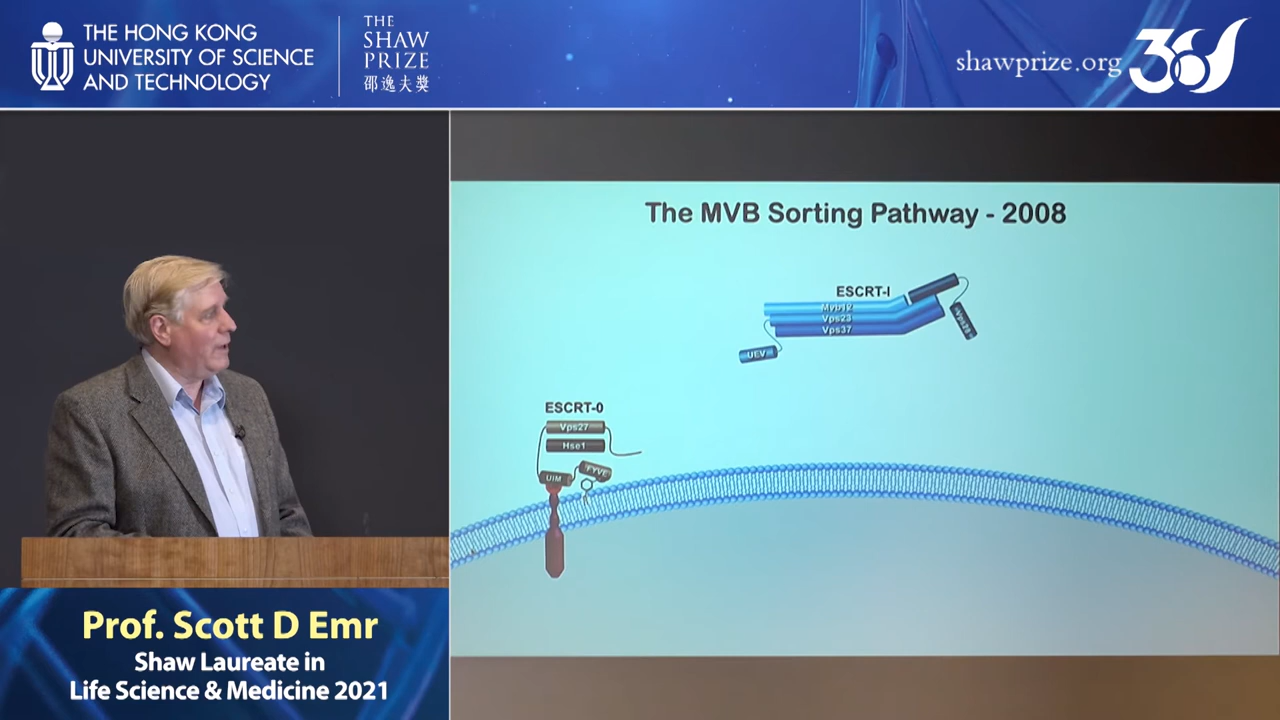 THE HONG KONG
UNIVERSITY OF SCIENCE
AND TECHNOLOGY
THE
SHAW
PRIZE
邵逸夫獎
shawprize.org
The MVB Sorting Pathway - 2008
ESCRT-I
Mvb12
Vps23
Vps37
Vps28
UEV
ESCRT-0
Vps27
Hse1
UIM
FYVE
Prof. Scott D Emr
Shaw Laureate in
Life Science & Medicine 2021